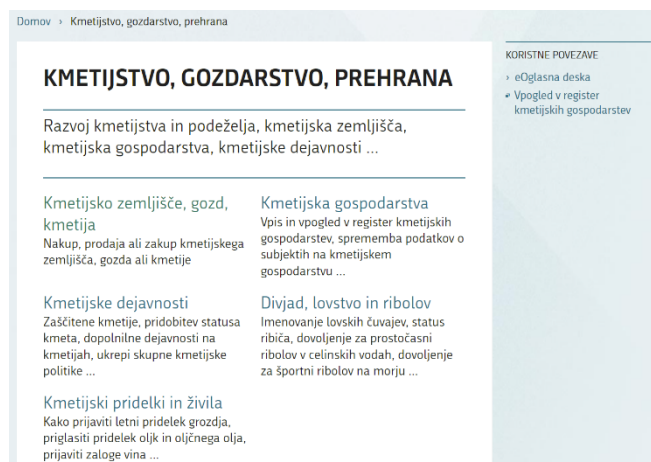 Domov › Kmetijstvo, gozdarstvo, prehrana
KMETIJSTVO, GOZDARSTVO, PREHRANA
Razvoj kmetijstva in podeželja, kmetijska zemljišča,
kmetijska gospodarstva, kmetijske dejavnosti ...
Kmetijsko zemljišče, gozd,
kmetija
Nakup, prodaja ali zakup kmetijskega
zemljišča, gozda ali kmetije
Kmetijska gospodarstva
Vpis in vpogled v register kmetijskih
gospodarstev, sprememba podatkov o
subjektih na kmetijskem
gospodarstvu ...
Kmetijske dejavnosti
Zaščitene kmetije, pridobitev statusa
kmeta, dopolnilne dejavnosti na
kmetijah, ukrepi skupne kmetijske
politike ...
Divjad, lovstvo in ribolov
Imenovanje lovskih čuvajev, status
ribiča, dovoljenje za prostočasni
ribolov v celinskih vodah, dovoljenje
za športni ribolov na morju ...
Kmetijski pridelki in živila
Kako prijaviti letni pridelek grozdja,
priglasiti pridelek oljk in oljčnega olja,
prijaviti zaloge vina ...
KORISTNE POVEZAVE
› eOglasna deska
Vpogled v register
kmetijskih gospodarstev